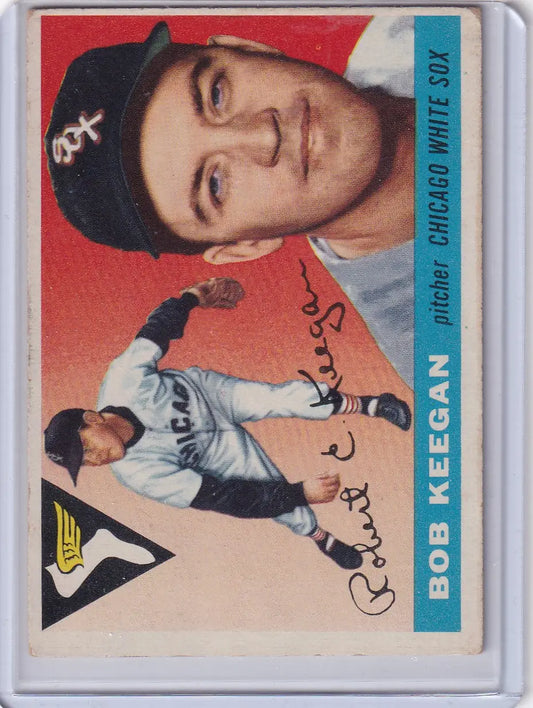 Sox
CHICAGO
Robert E. Keegan
BOB KEEGAN pitcher CHICAGO WHITE SOX